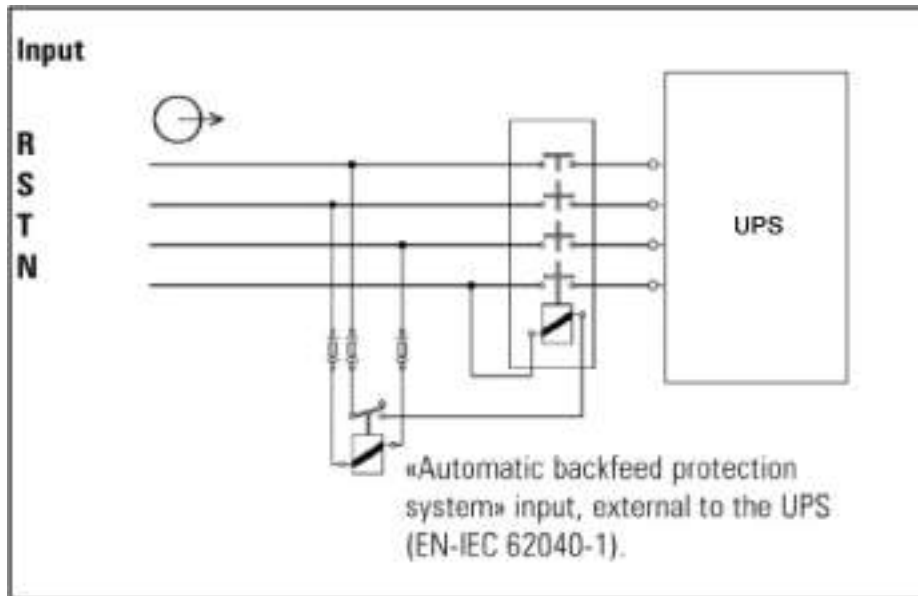 Input
R
S
T
N
UPS
«Automatic backfeed protection
system» input, external to the UPS
(EN-IEC 62040-1).